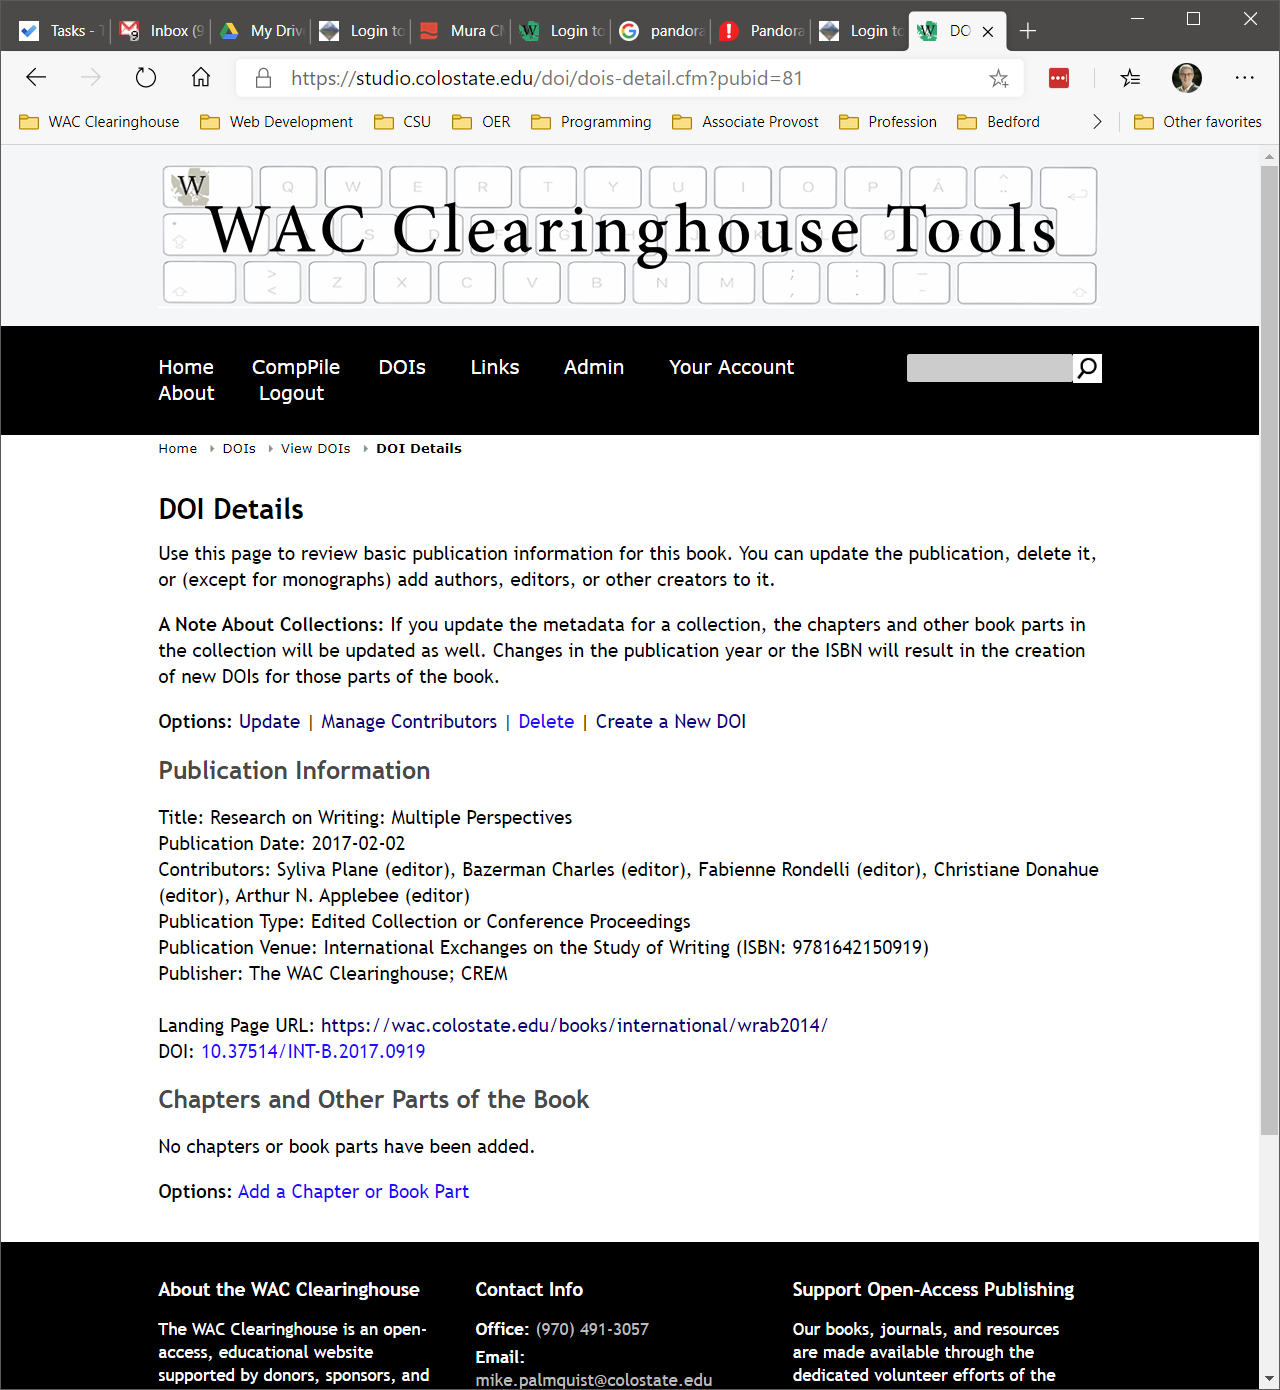 Tasks - T
Inbox (9
My Driv
Login to
Mura C
Login to
pandora
Pandora
Login to
DO
https://studio.colostate.edu/doi/dois-detail.cfm?pubid=81
WAC Clearinghouse
Web Development
CSU
OER
Programming
Associate Provost
Profession
Bedford
Other favorites
W
Q W E R T Y U I O P Å
WAC Clearinghouse Tools
Z X C V B N M
Home CompPile DOIs Links Admin Your Account
About Logout
Home DOIs View DOIs DOI Details
DOI Details
Use this page to review basic publication information for this book. You can update the publication, delete it,
or (except for monographs) add authors, editors, or other creators to it.
A Note About Collections: If you update the metadata for a collection, the chapters and other book parts in
the collection will be updated as well. Changes in the publication year or the ISBN will result in the creation
of new DOIs for those parts of the book.
Options: Update | Manage Contributors | Delete | Create a New DOI
Publication Information
Title: Research on Writing: Multiple Perspectives
Publication Date: 2017-02-02
Contributors: Syliva Plane (editor), Bazerman Charles (editor), Fabienne Rondelli (editor), Christiane Donahue
(editor), Arthur N. Applebee (editor)
Publication Type: Edited Collection or Conference Proceedings
Publication Venue: International Exchanges on the Study of Writing (ISBN: 9781642150919)
Publisher: The WAC Clearinghouse; CREM
Landing Page URL: https://wac.colostate.edu/books/international/wrab2014/
DOI: 10.37514/INT-B.2017.0919
Chapters and Other Parts of the Book
No chapters or book parts have been added.
Options: Add a Chapter or Book Part
About the WAC Clearinghouse
The WAC Clearinghouse is an open-
access, educational website
supported by donors, sponsors, and
Contact Info
Office: (970) 491-3057
Email:
mike.palmquist@colostate.edu
Support Open-Access Publishing
Our books, journals, and resources
are made available through the
dedicated volunteer efforts of the